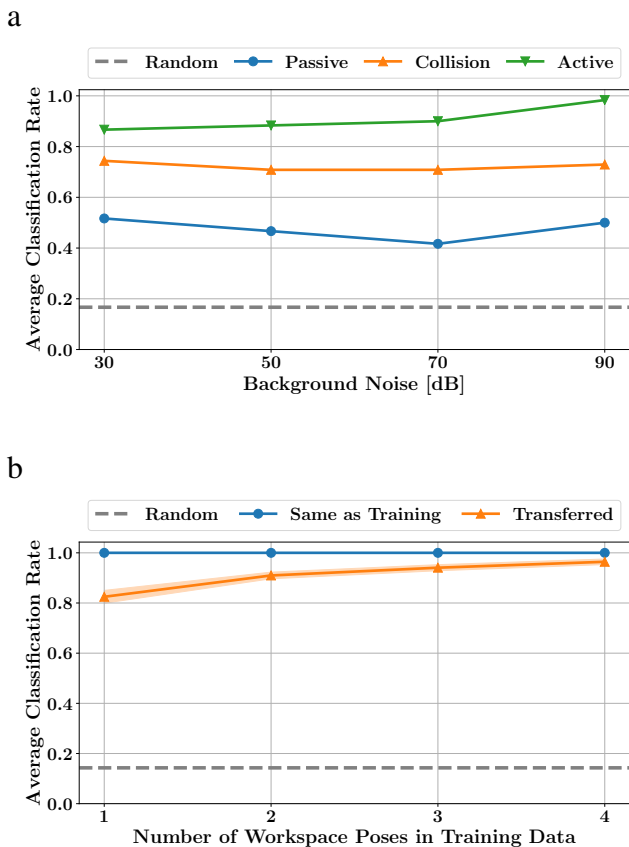 a
Random Passive Collision Active
1.0
0.8
0.6
0.4
0.2
0.0
Average Classification Rate
30 50 70 90
Background Noise [dB]
b
Random Same as Training Transferred
1.0
0.8
0.6
0.4
0.2
0.0
Average Classification Rate
1 2 3 4
Number of Workspace Poses in Training Data